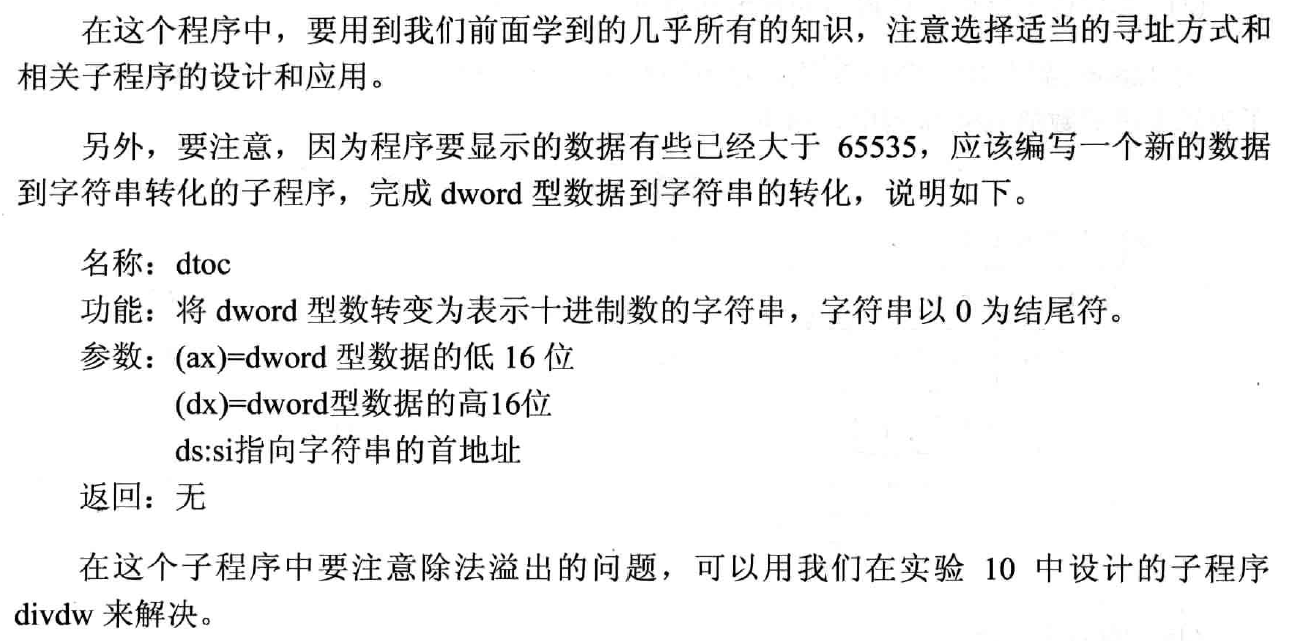 在这个程序中，要用到我们前面学到的几乎所有的知识，注意选择适当的寻址方式和
相关子程序的设计和应用。
另外，要注意，因为程序要显示的数据有些已经大于 65535，应该编写一个新的数据
到字符串转化的子程序，完成 dword 型数据到字符串的转化，说明如下。
名称：dtoc
功能：将 dword 型数转变为表示十进制数的字符串，字符串以 0 为结尾符。
参数：(ax)=dword 型数据的低 16 位
(dx)=dword型数据的高16位
ds:si指向字符串的首地址
返回：无
在这个子程序中要注意除法溢出的问题，可以用我们在实验 10 中设计的子程序
divdw 来解决。